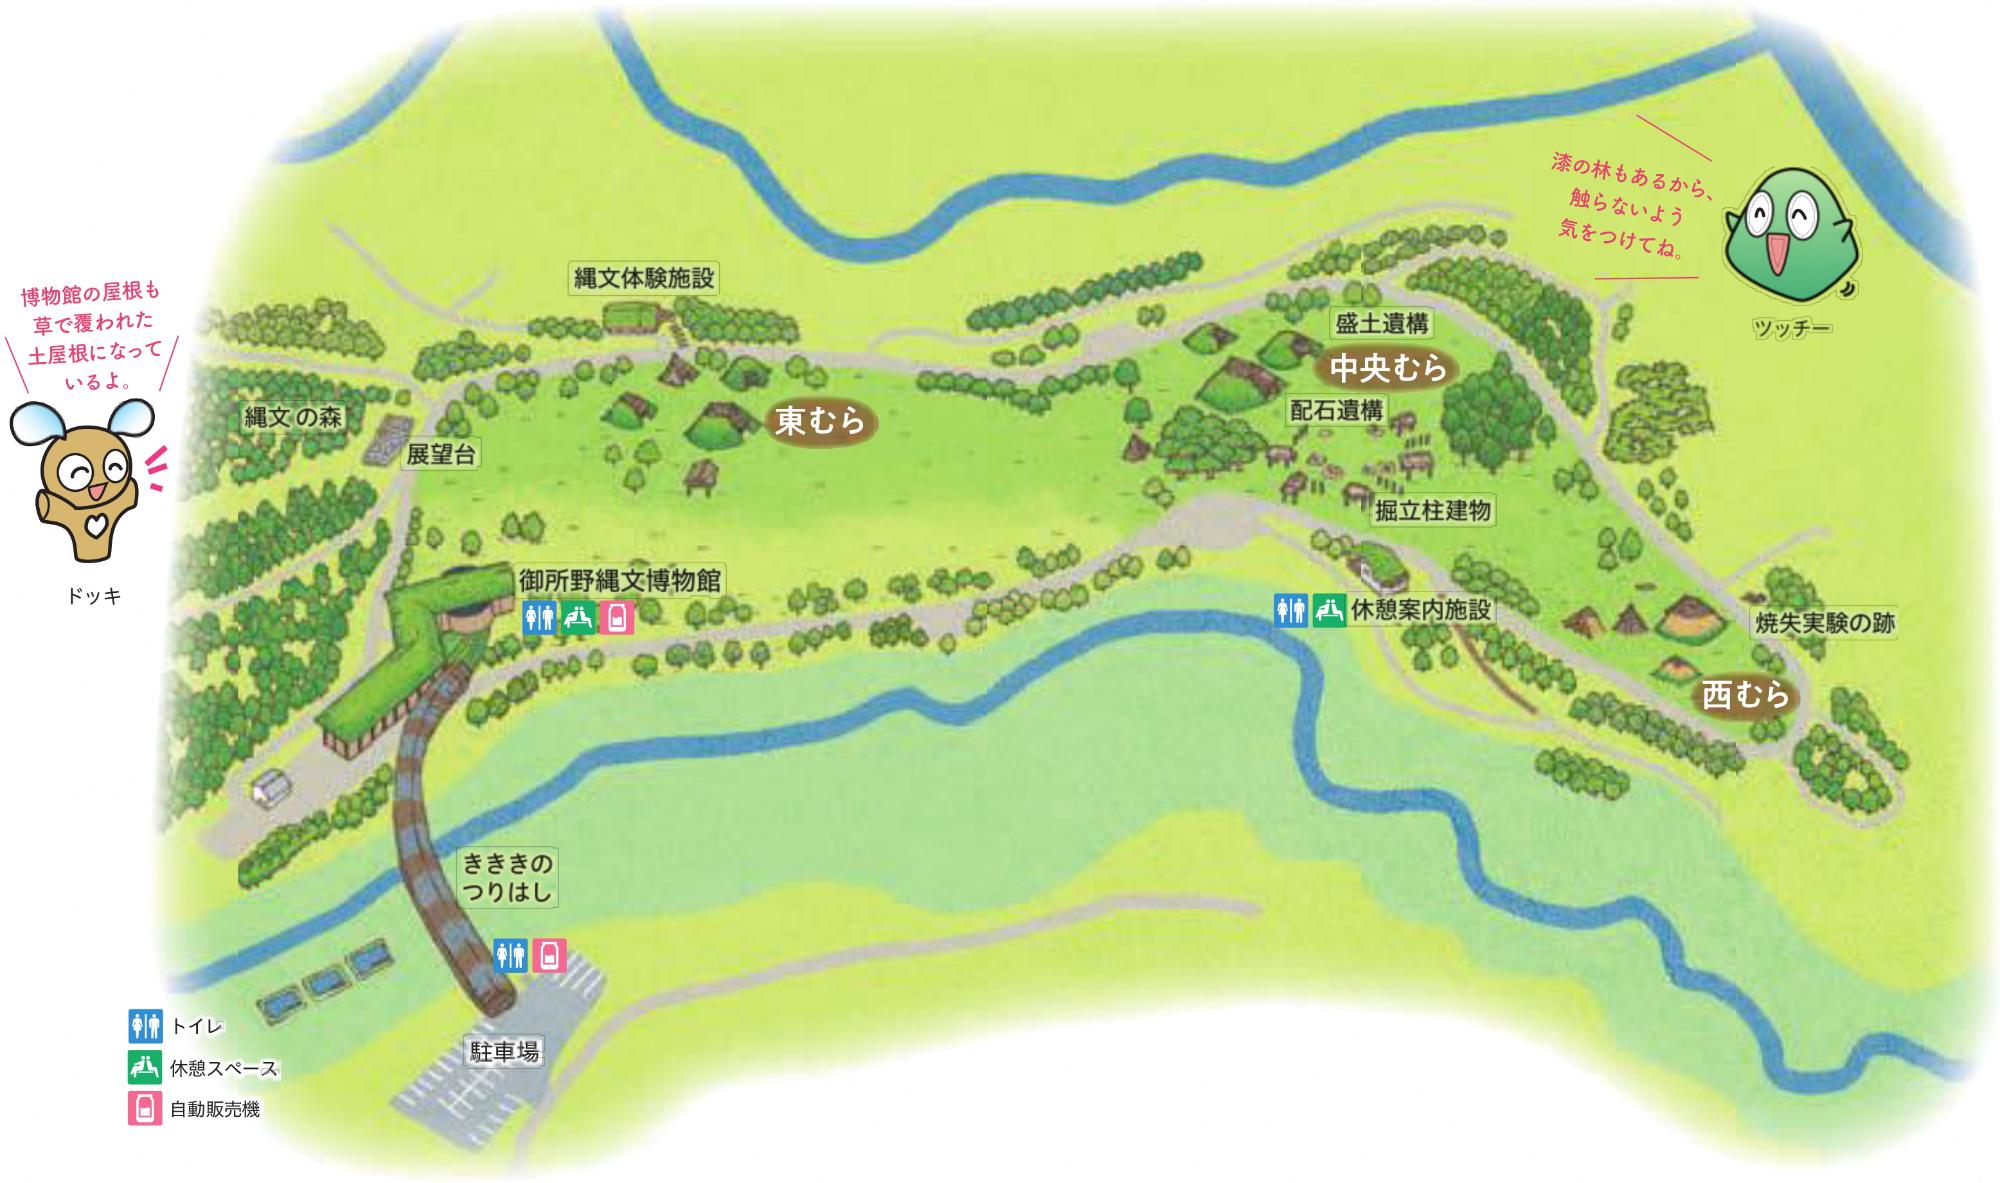 漆の林もあるから、
触らないよう
気をつけてね。
ツッチー
博物館の屋根も
草で覆われた
土屋根になって
いるよ。
ドッキ
縄文体験施設
盛土遺構
中央むら
配石遺構
東むら
縄文の森
展望台
掘立柱建物
御所野縄文博物館
休憩案内施設
焼失実験の跡
西むら
きききの
つりはし
駐車場
トイレ
休憩スペース
自動販売機